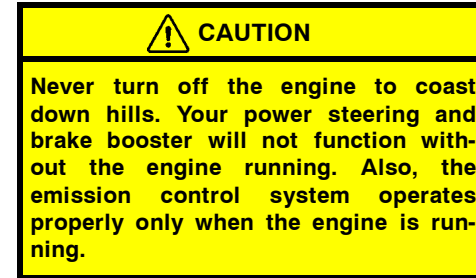 CAUTION
Never turn off the engine to coast
down hills. Your power steering and
brake booster will not function with-
out the engine running. Also, the
emission control system operates
properly only when the engine is run-
ning.